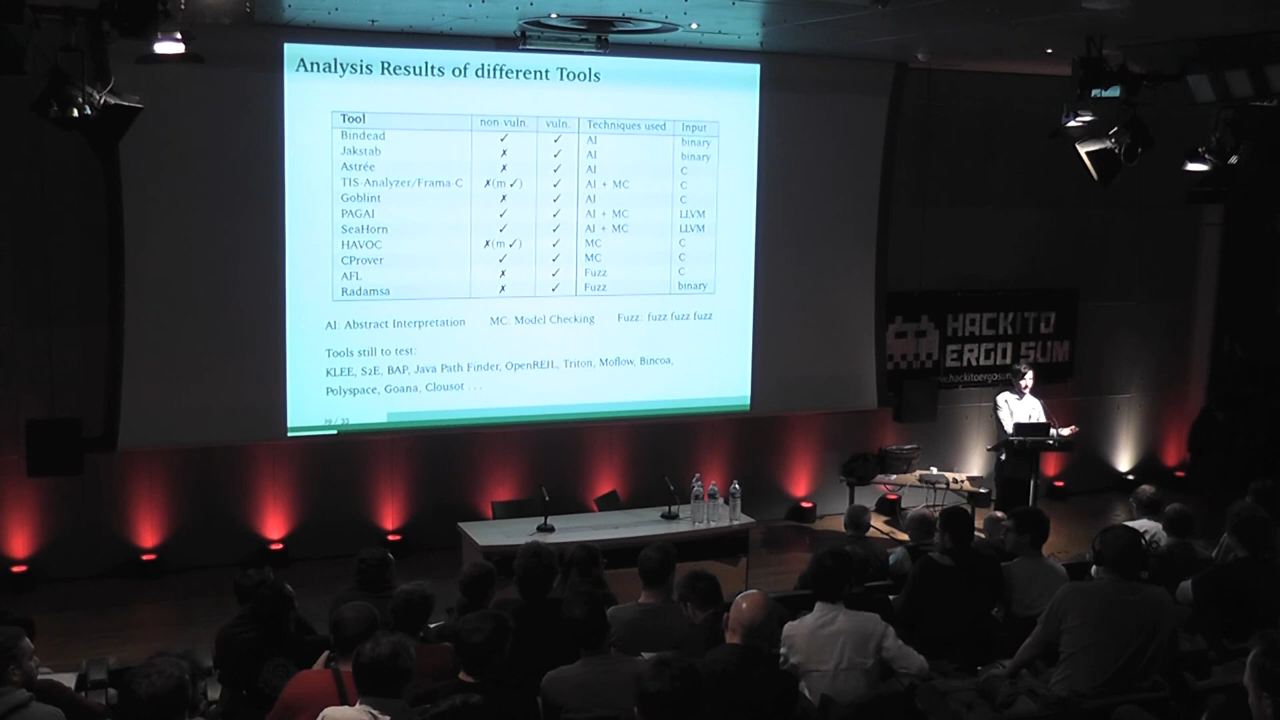 Analysis Results of different Tools
Tool non-vuln. vuln. Techniques used Input
Bindead ✓ ✓ AI binary
Jakstab ✗ ✓ AI binary
Astrée ✗ ✓ AI C
TIS-Analyzer/Frama-C ✗(m ✓) ✓ AI + MC C
Goblint ✗ ✓ AI C
PAGAI ✓ ✓ AI + MC LLVM
SeaHorn ✓ ✓ AI + MC LLVM
HAVOC ✗(m ✓) ✓ MC C
CProver ✓ ✓ MC C
AFL ✗ ✓ Fuzz C
Radamsa ✗ ✓ Fuzz binary
AI: Abstract Interpretation MC: Model Checking Fuzz: fuzz fuzz fuzz
Tools still to test:
KLEE, S2E, BAP, Java Path Finder, OpenREIL, Triton, Moflow, Bincoa,
Polyspace, Goana, Clousot . . .
HACKITO
ERGO SUM